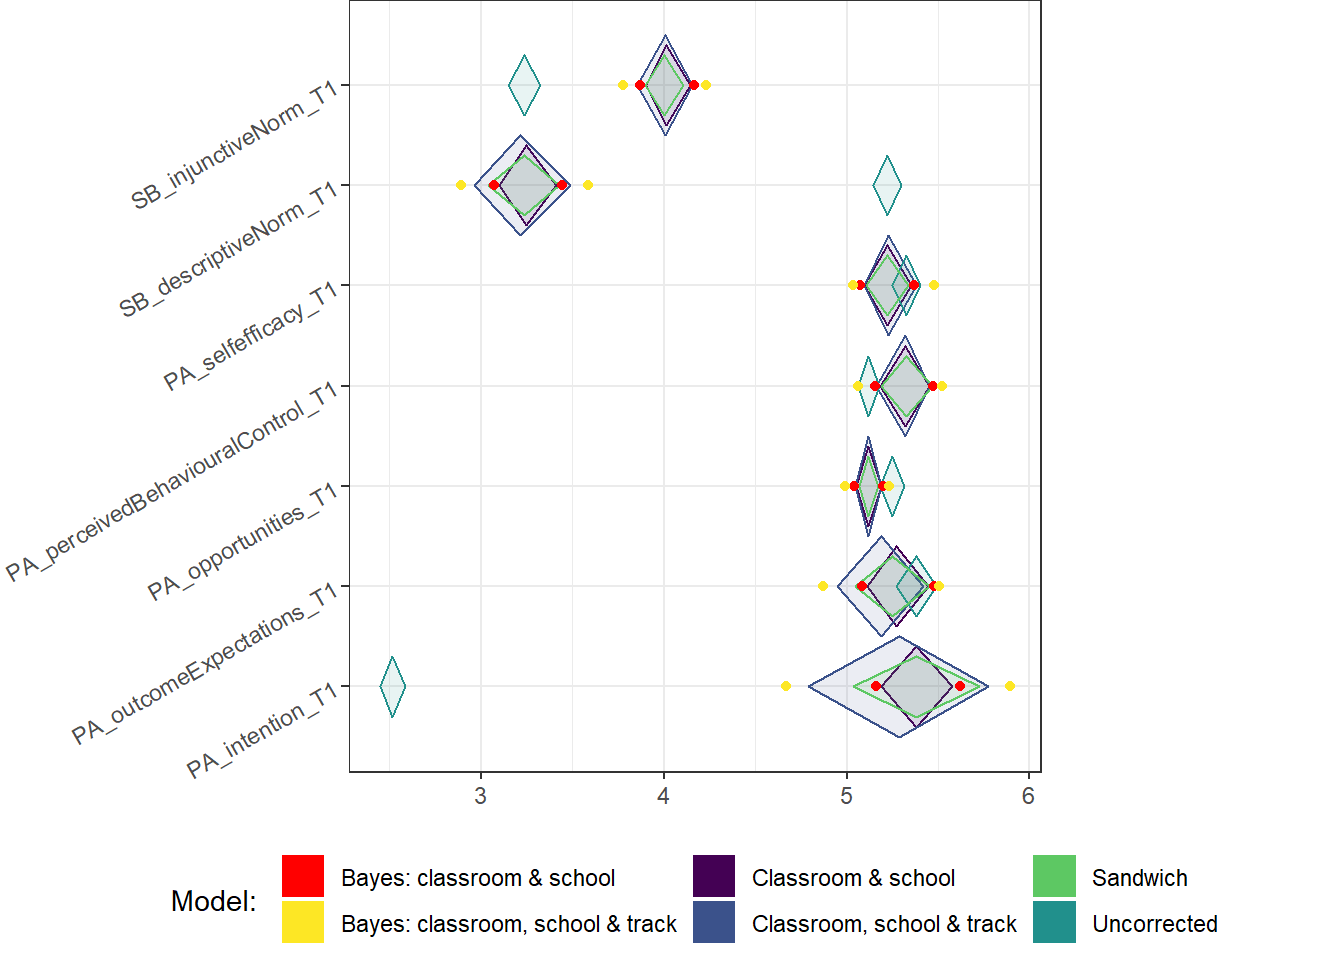 SB_injunctiveNorm_T1
SB_descriptiveNorm_T1
PA_selfefficacy_T1
PA_perceivedBehaviouralControl_T1
PA_opportunities_T1
PA_outcomeExpectations_T1
PA_intention_T1
3 4 5 6
Model:
Bayes: classroom & school Classroom & school Sandwich
Bayes: classroom, school & track Classroom, school & track Uncorrected